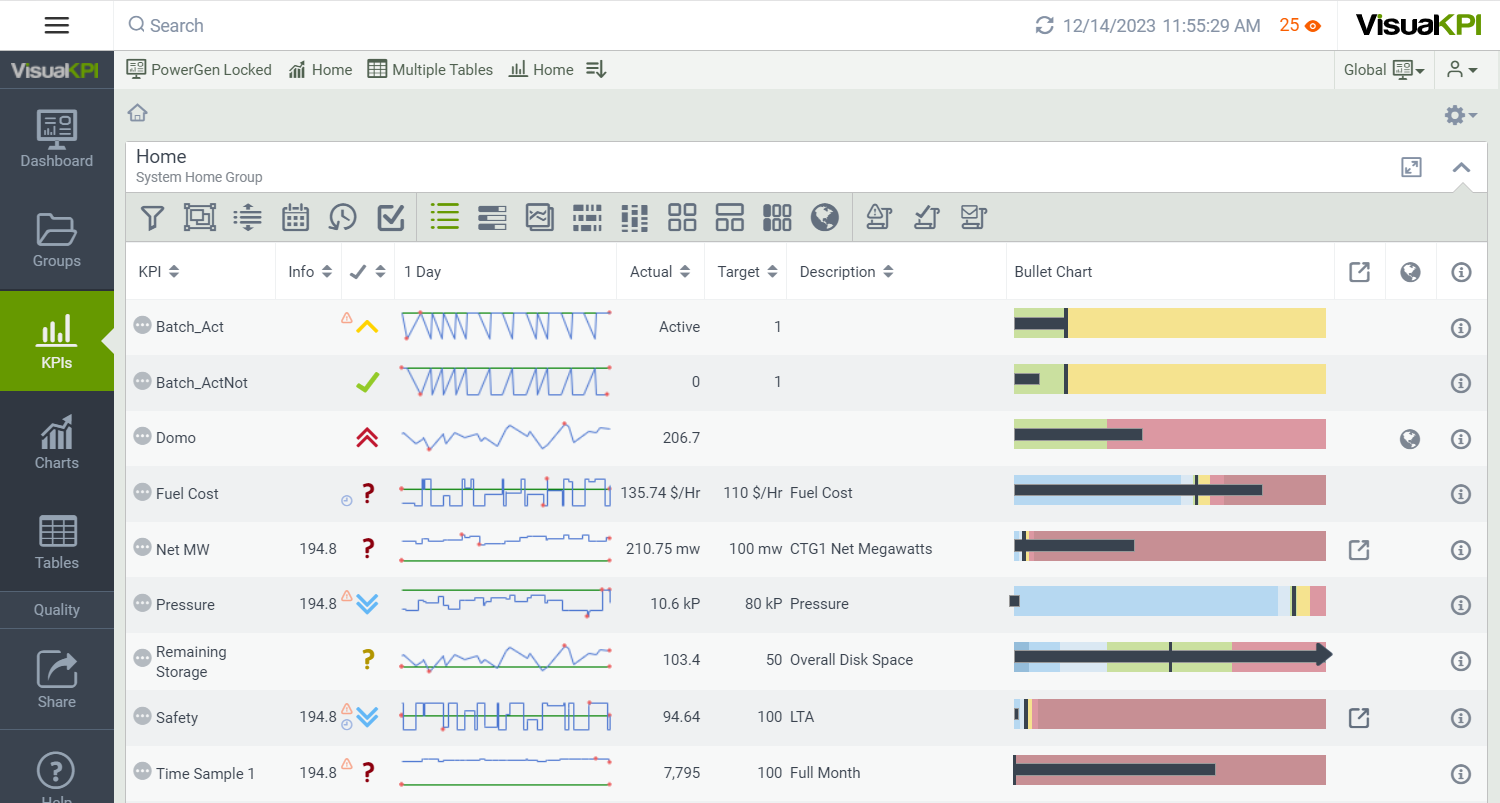 Search
12/14/2023 11:55:29 AM
25
VisualKPI
VisualKPI
PowerGen Locked
Home
Multiple Tables
Home
Global
Dashboard
Groups
KPIs
Charts
Tables
Quality
Share
Help
Home
System Home Group
KPI Info 1 Day Actual Target Description Bullet Chart
Batch_Act Active 1
Batch_ActNot 0 1
Domo 206.7
Fuel Cost ? 135.74 $/Hr 110 $/Hr Fuel Cost
Net MW 194.8 ? 210.75 mw 100 mw CTG1 Net Megawatts
Pressure 194.8 10.6 kP 80 kP Pressure
Remaining
Storage ? 103.4 50 Overall Disk Space
Safety 194.8 94.64 100 LTA
Time Sample 1 194.8 ? 7,795 100 Full Month